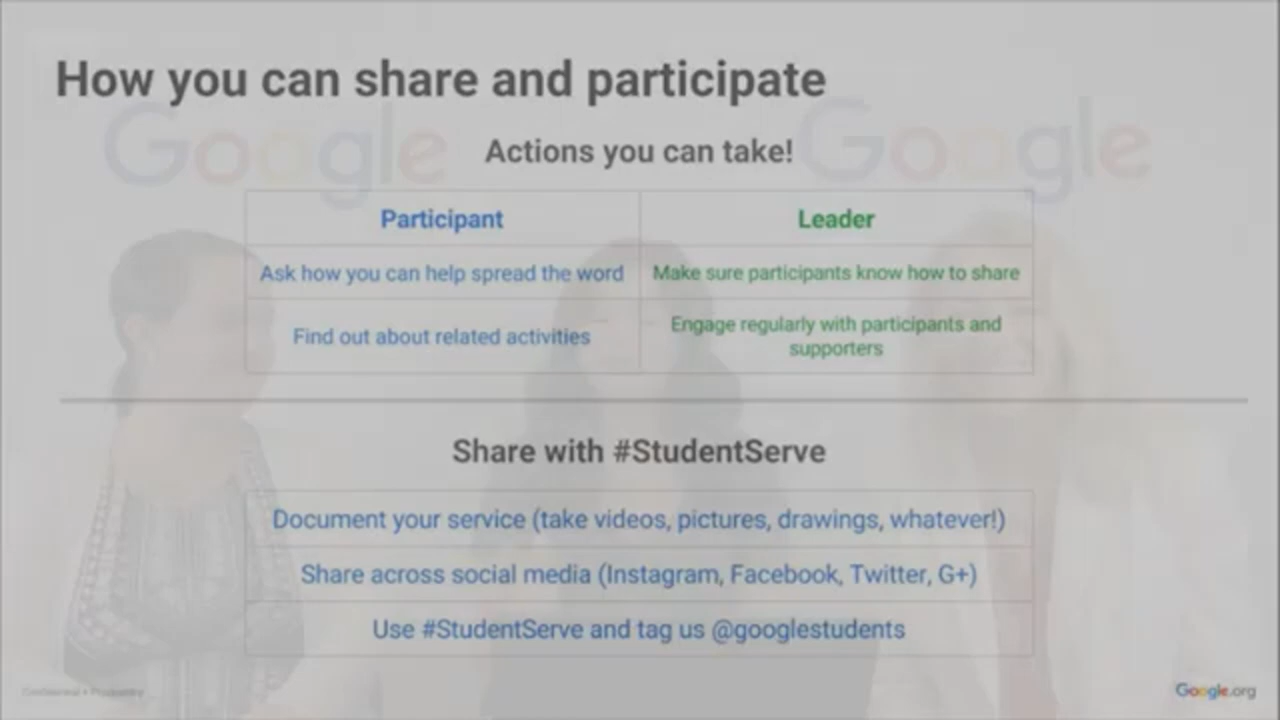 How you can share and participate
Google Google
Actions you can take!
Participant Leader
Ask how you can help spread the word Make sure participants know how to share
Find out about related activities Engage regularly with participants and
supporters
Share with #StudentServe
Document your service (take videos, pictures, drawings, whatever!)
Share across social media (Instagram, Facebook, Twitter, G+)
Use #StudentServe and tag us @googlestudents
Google.org